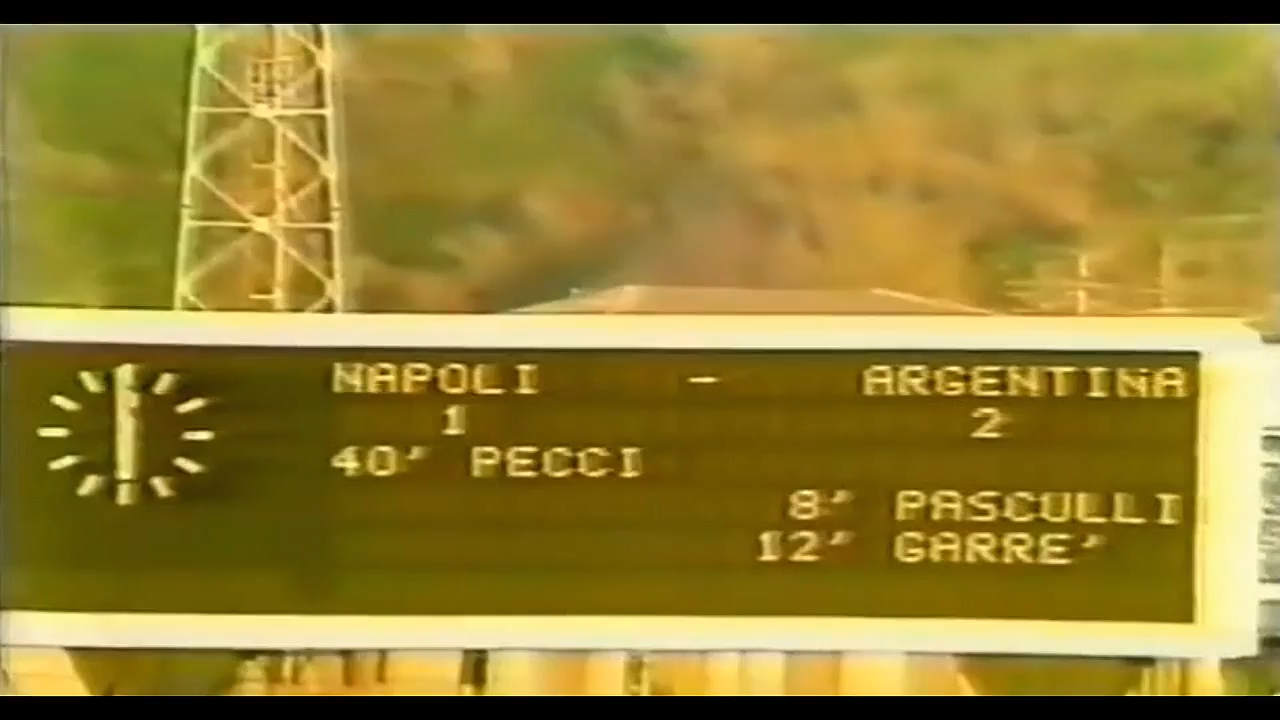 NAPOLI - ARGENTINA
1 2
40' PECCI
8' PASCULLI
12' GARRE'